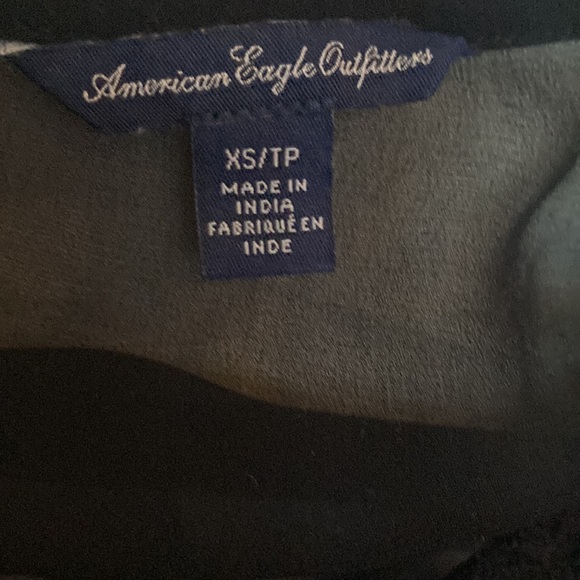 American Eagle Outfitters
XS/TP
MADE IN
INDIA
FABRIQUÉ EN
INDE